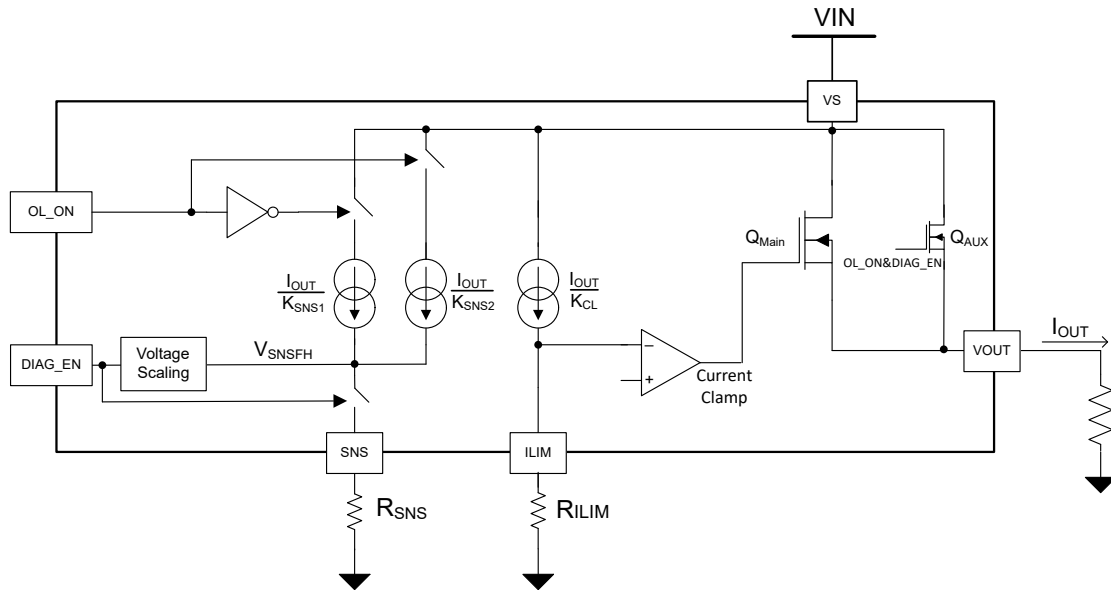 VIN
VS
OL_ON
Q_Main
Q_AUX
OL_ON&DIAG_EN
I_OUT
K_SNS1
I_OUT
K_SNS2
I_OUT
K_CL
DIAG_EN
Voltage
Scaling
V_SNSFH
−
+
Current
Clamp
VOUT
I_OUT
SNS
ILIM
R_SNS
R_ILIM